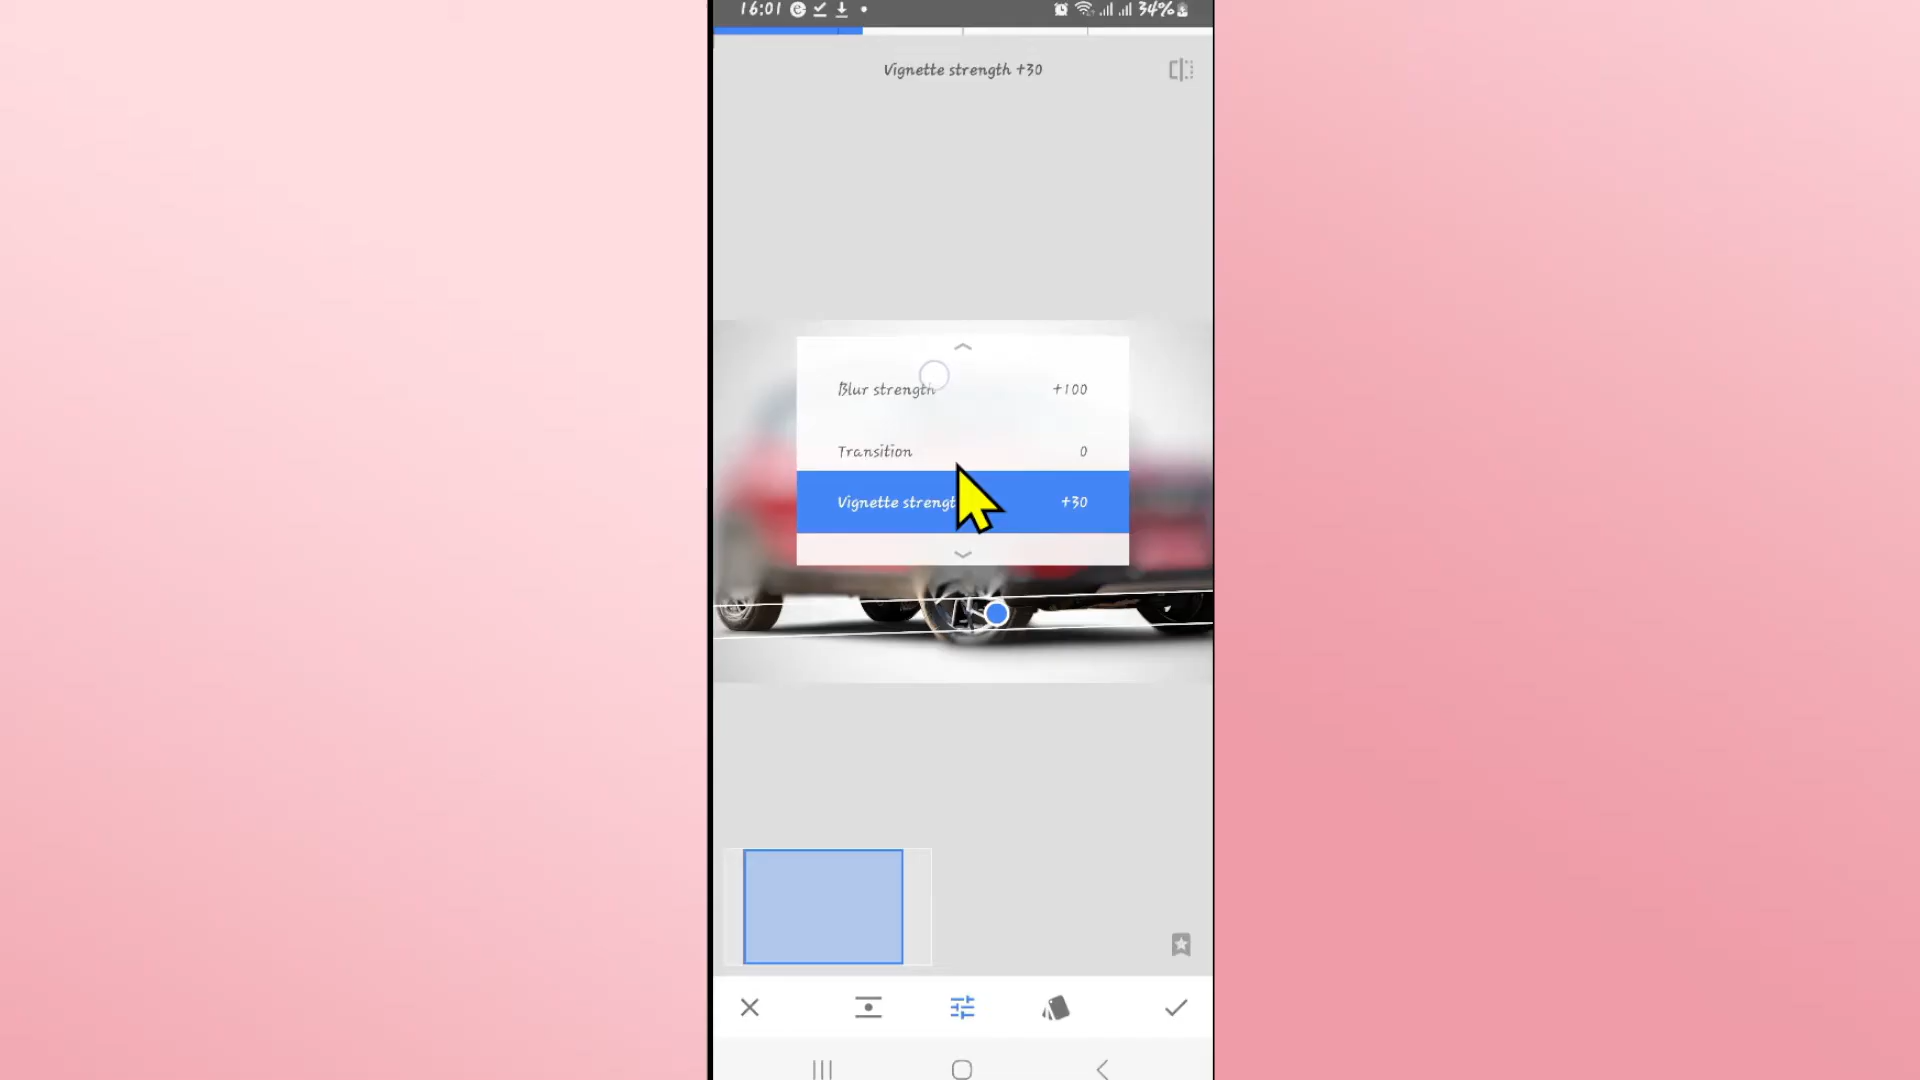 16:01 34%
Vignette strength +30
Blur strength +100
Transition 0
Vignette strengt +30